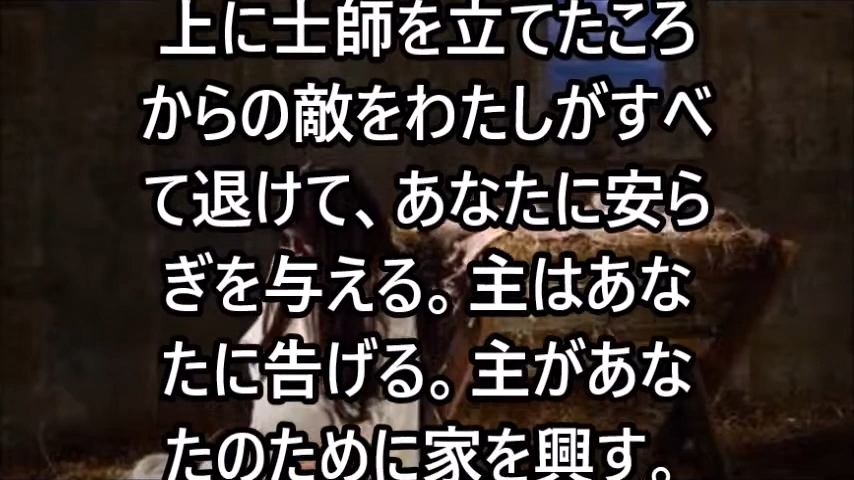 上に士師を立てたころ
からの敵をわたしがすべ
て退けて、あなたに安ら
ぎを与える。主はあな
たに告げる。主があな
たのために家を興す。